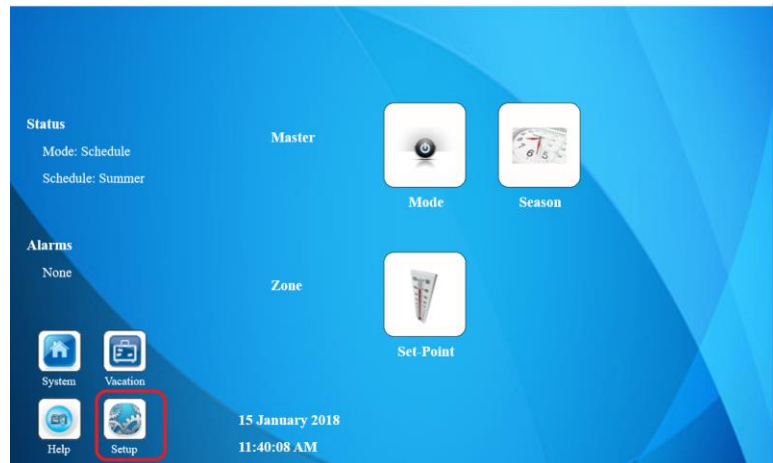 Status
Mode: Schedule
Schedule: Summer
Master
Mode
Season
Alarms
None
Zone
Set-Point
System
Vacation
Help
Setup
15 January 2018
11:40:08 AM